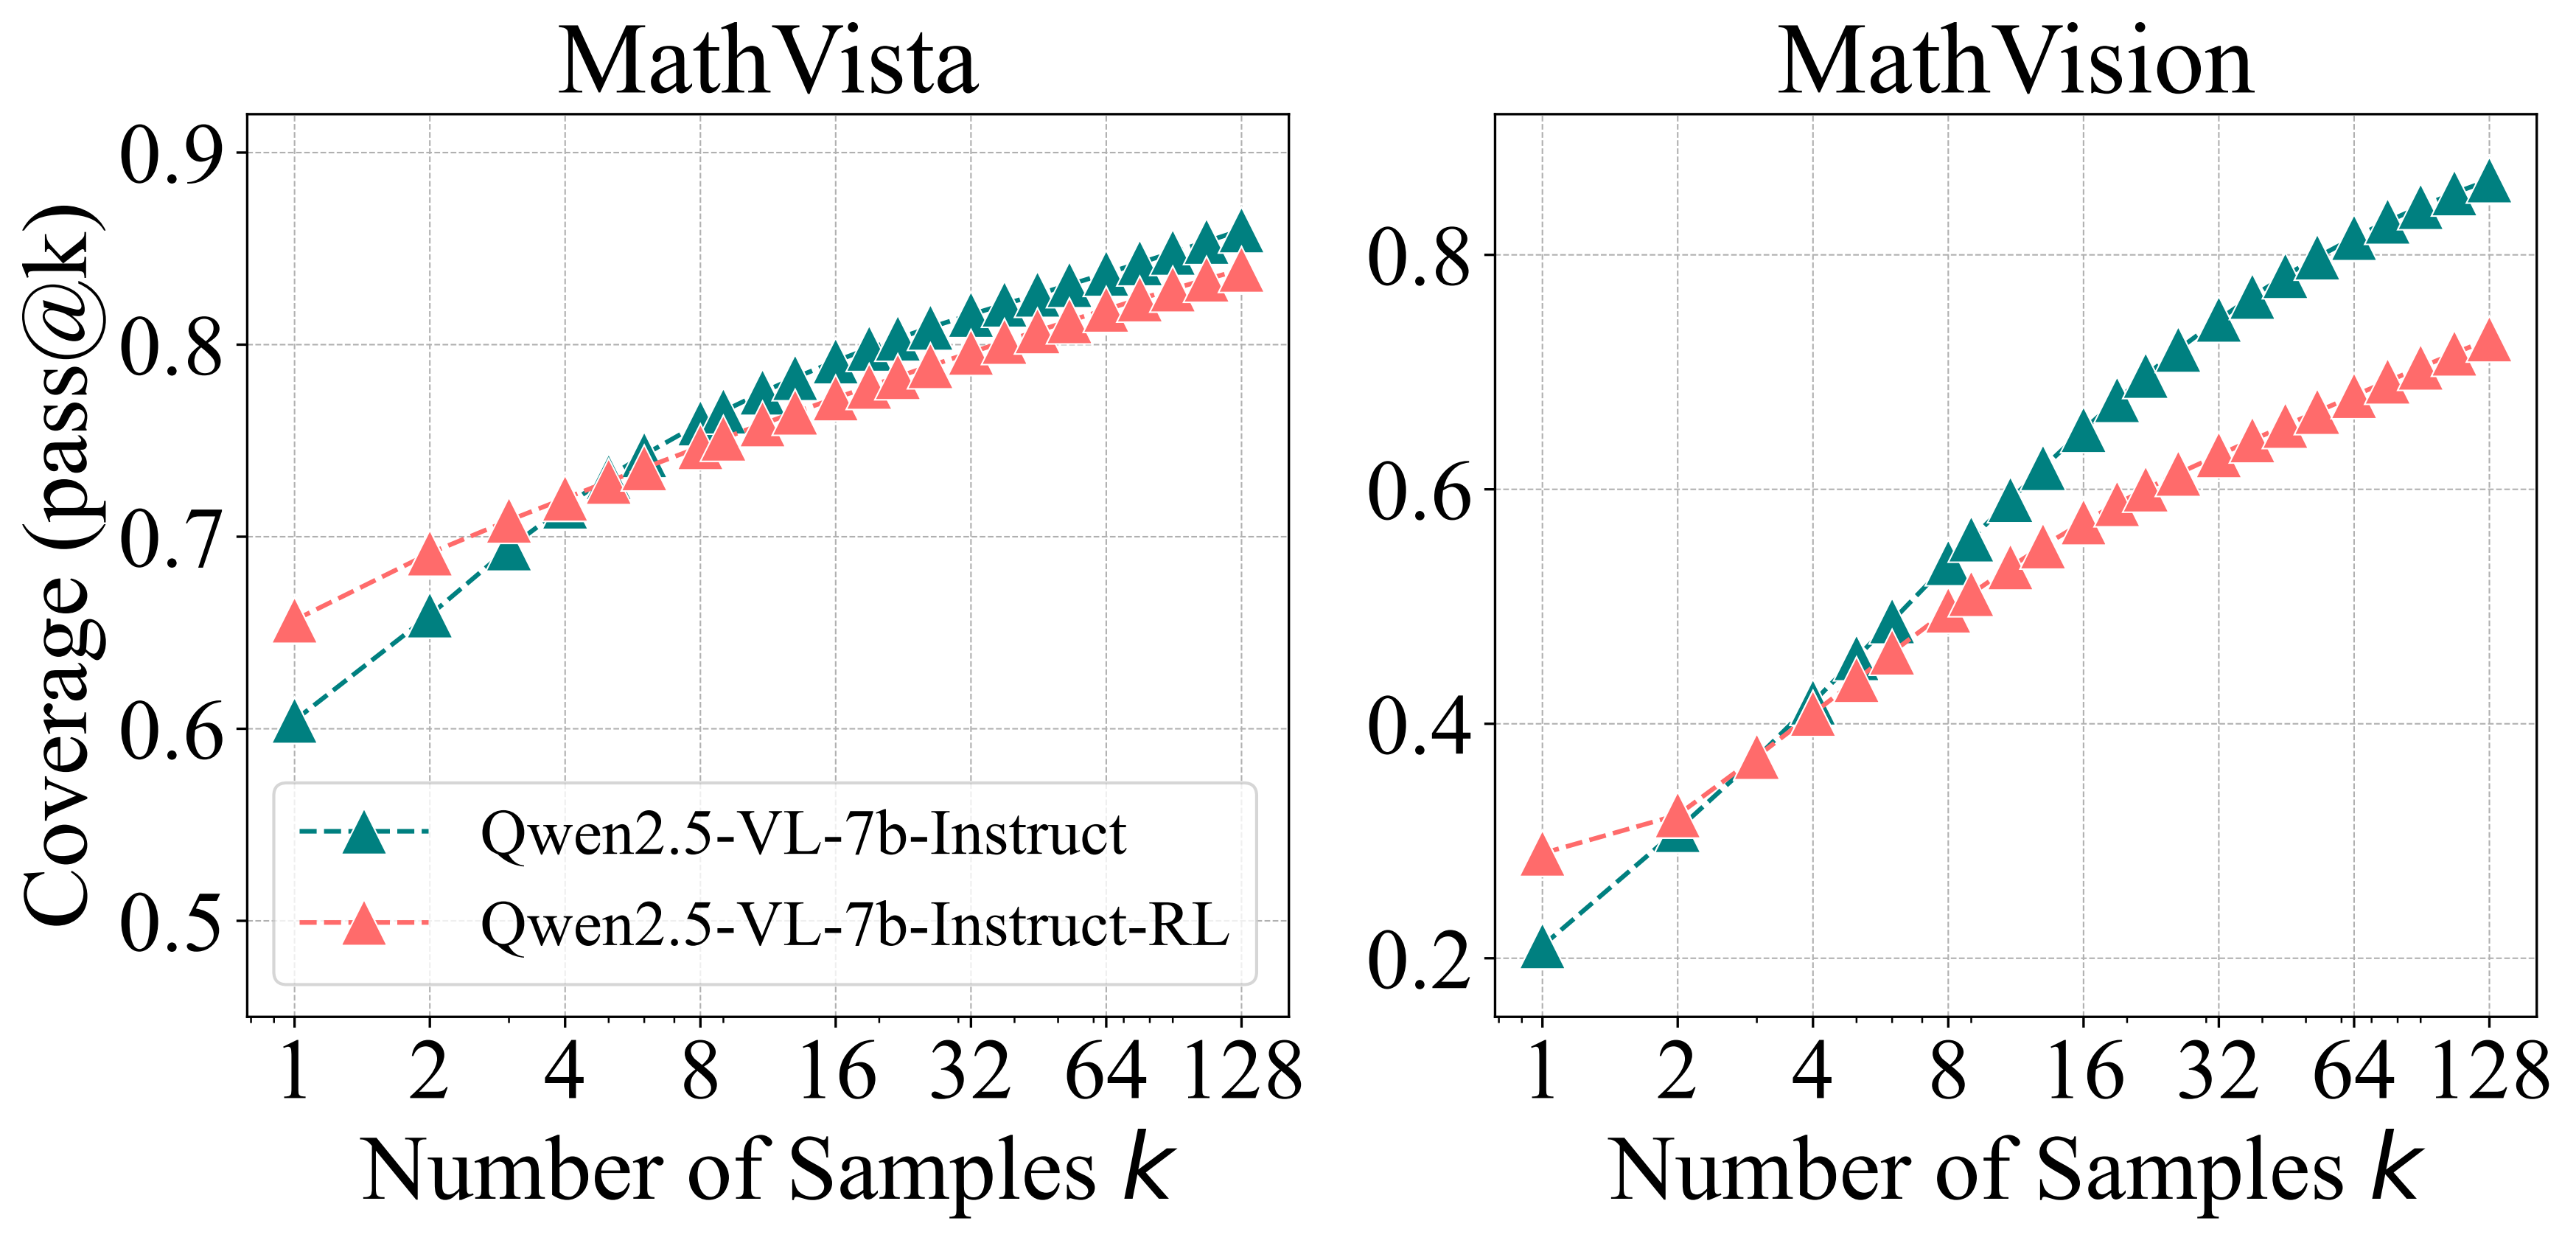 MathVista
MathVision
Coverage (pass@k)
0.9
0.8
0.7
0.6
0.5
Qwen2.5-VL-7b-Instruct
Qwen2.5-VL-7b-Instruct-RL
1 2 4 8 16 32 64 128
Number of Samples k
0.8
0.6
0.4
0.2
1 2 4 8 16 32 64 128
Number of Samples k